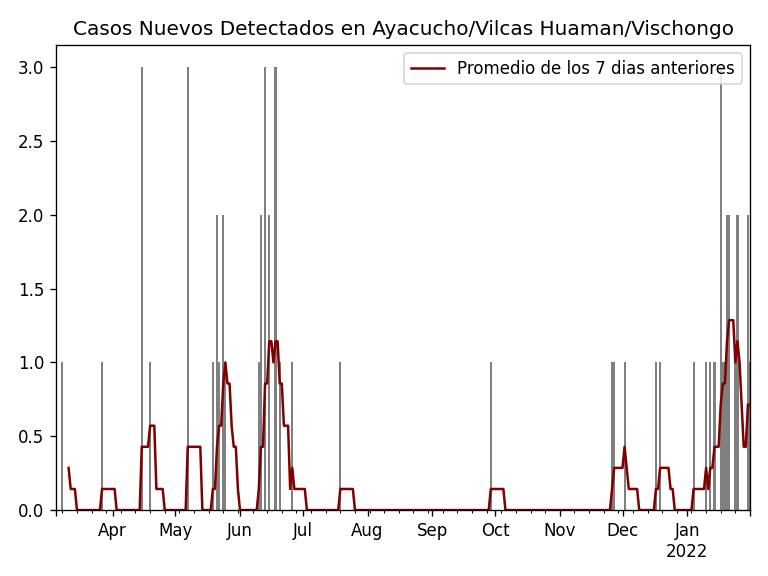 Casos Nuevos Detectados en Ayacucho/Vilcas Huaman/Vischongo
Promedio de los 7 dias anteriores
3.0
2.5
2.0
1.5
1.0
0.5
0.0
Apr May Jun Jul Aug Sep Oct Nov Dec Jan
2022